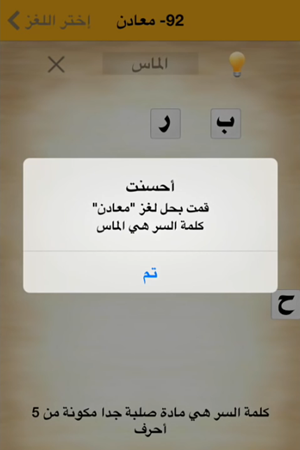 إختر اللغز
92- معادن
الماس
ر ب
أحسنت
قمت بحل لغز "معادن"
كلمة السر هي الماس
تم
ح
كلمة السر هي مادة صلبة جدا مكونة من 5
أحرف